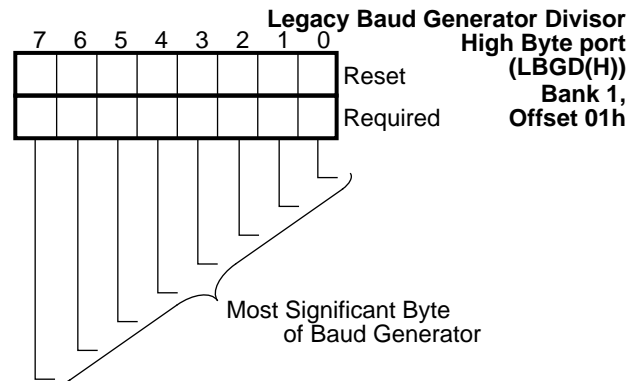 Legacy Baud Generator Divisor
High Byte port
(LBGD(H))
Bank 1,
Offset 01h
7 6 5 4 3 2 1 0
Reset
Required
Most Significant Byte
of Baud Generator